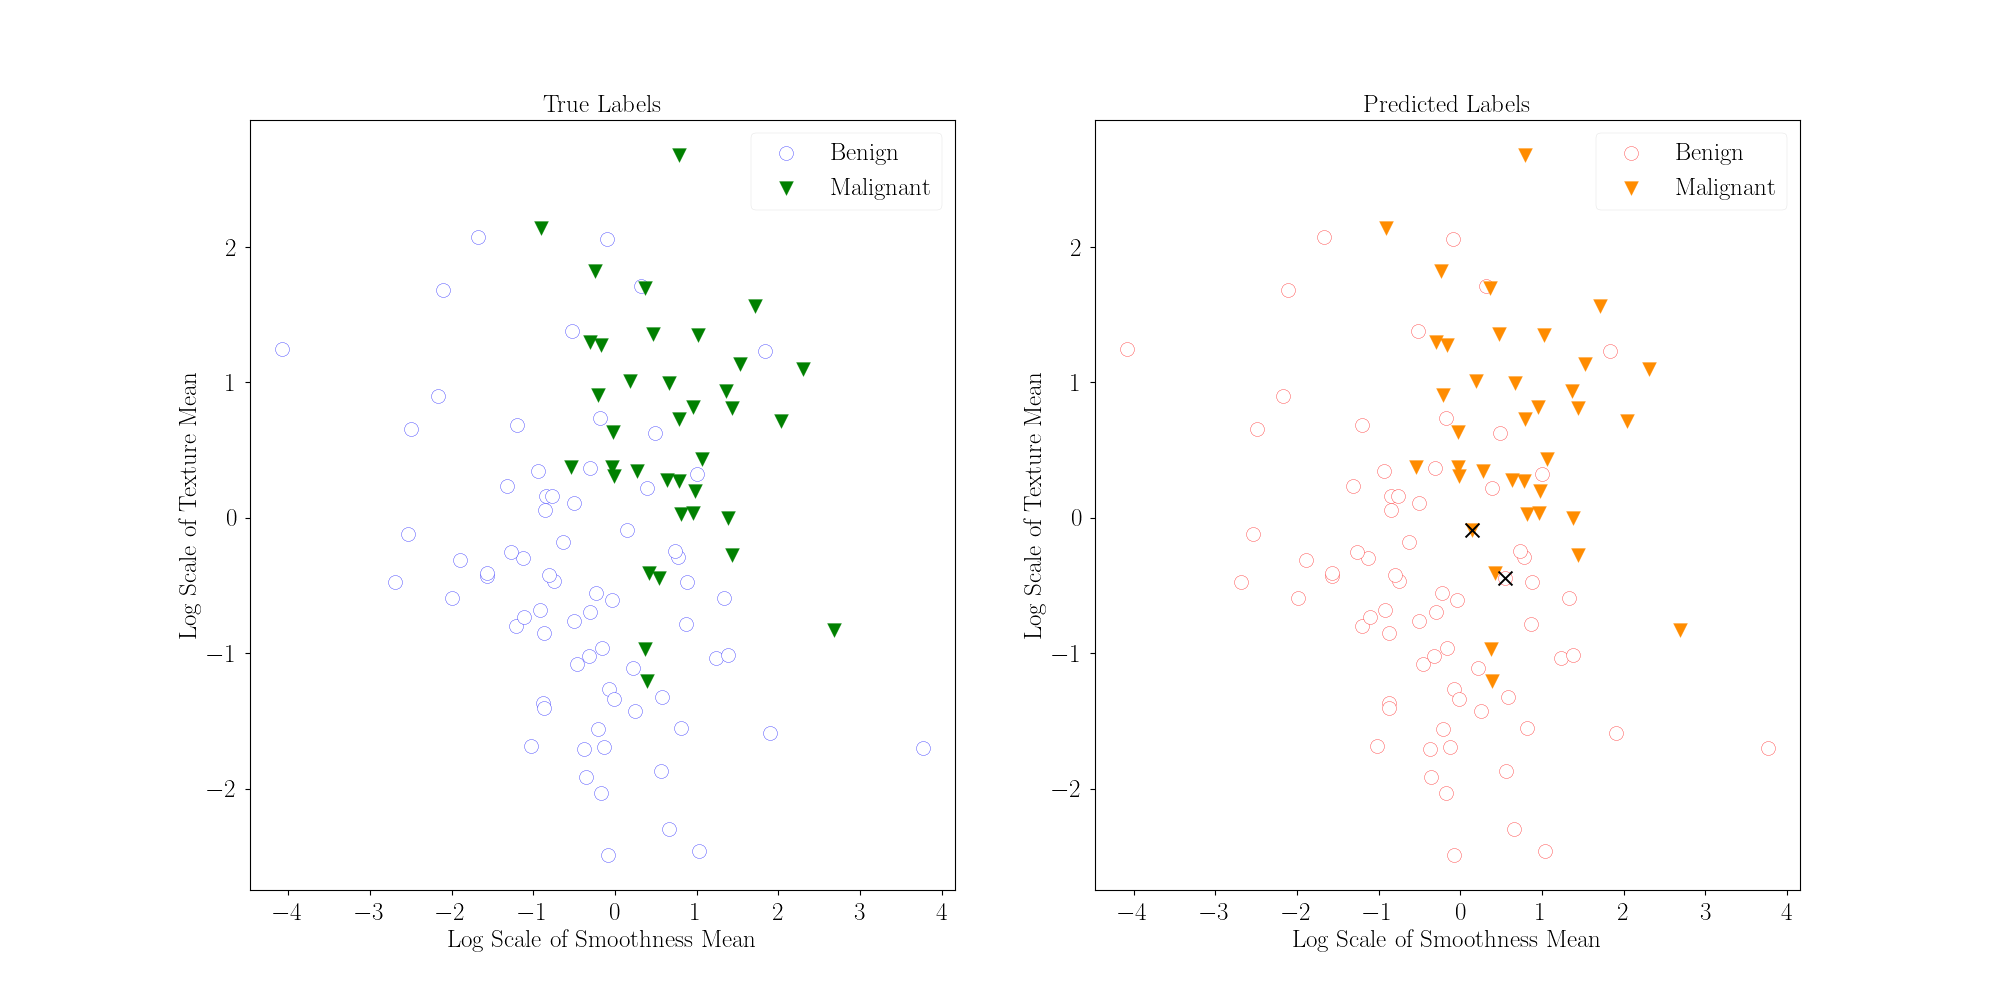 True Labels
Benign
Malignant
2
1
0
−1
−2
Log Scale of Texture Mean
−4 −3 −2 −1 0 1 2 3 4
Log Scale of Smoothness Mean
Predicted Labels
Benign
Malignant
2
1
0
−1
−2
Log Scale of Texture Mean
−4 −3 −2 −1 0 1 2 3 4
Log Scale of Smoothness Mean